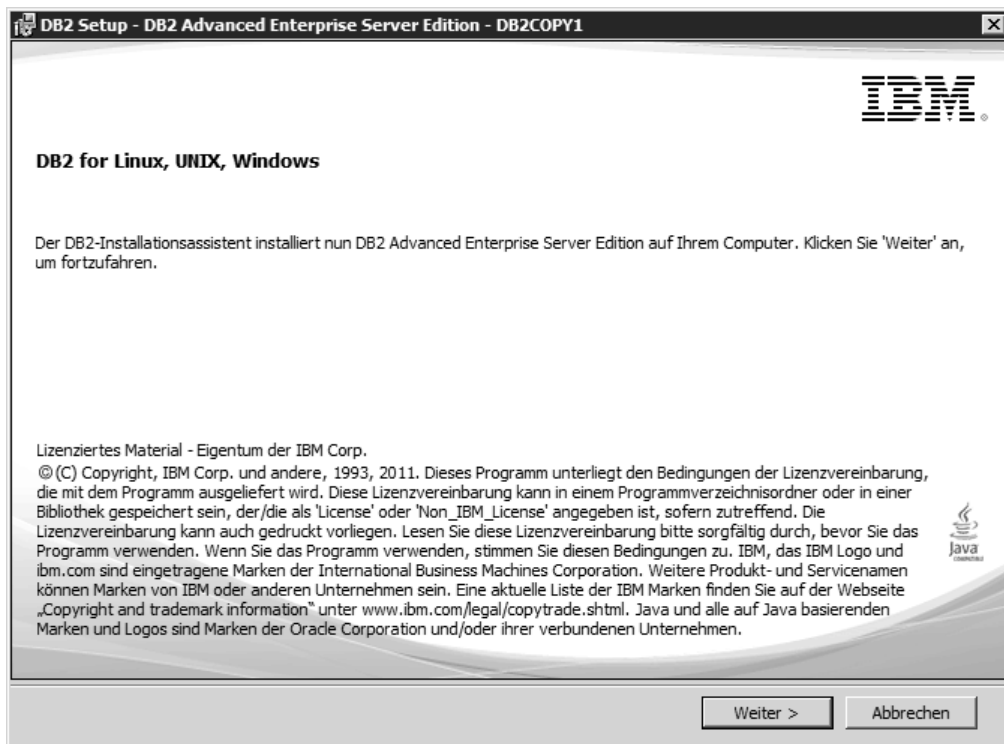 DB2 Setup - DB2 Advanced Enterprise Server Edition - DB2COPY1
IBM
DB2 for Linux, UNIX, Windows
Der DB2-Installationsassistent installiert nun DB2 Advanced Enterprise Server Edition auf Ihrem Computer. Klicken Sie 'Weiter' an,
um fortzufahren.
Lizenziertes Material - Eigentum der IBM Corp.
© (C) Copyright, IBM Corp. und andere, 1993, 2011. Dieses Programm unterliegt den Bedingungen der Lizenzvereinbarung,
die mit dem Programm ausgeliefert wird. Diese Lizenzvereinbarung kann in einem Programmverzeichnisordner oder in einer
Bibliothek gespeichert sein, der/die als 'License' oder 'Non_IBM_License' angegeben ist, sofern zutreffend. Die
Lizenzvereinbarung kann auch gedruckt vorliegen. Lesen Sie diese Lizenzvereinbarung bitte sorgfältig durch, bevor Sie das
Programm verwenden. Wenn Sie das Programm verwenden, stimmen Sie diesen Bedingungen zu. IBM, das IBM Logo und
ibm.com sind eingetragene Marken der International Business Machines Corporation. Weitere Produkt- und Servicenamen
können Marken von IBM oder anderen Unternehmen sein. Eine aktuelle Liste der IBM Marken finden Sie auf der Webseite
„Copyright and trademark information“ unter www.ibm.com/legal/copytrade.shtml. Java und alle auf Java basierenden
Marken und Logos sind Marken der Oracle Corporation und/oder ihrer verbundenen Unternehmen.
Java
COMPATIBLE
Weiter >
Abbrechen